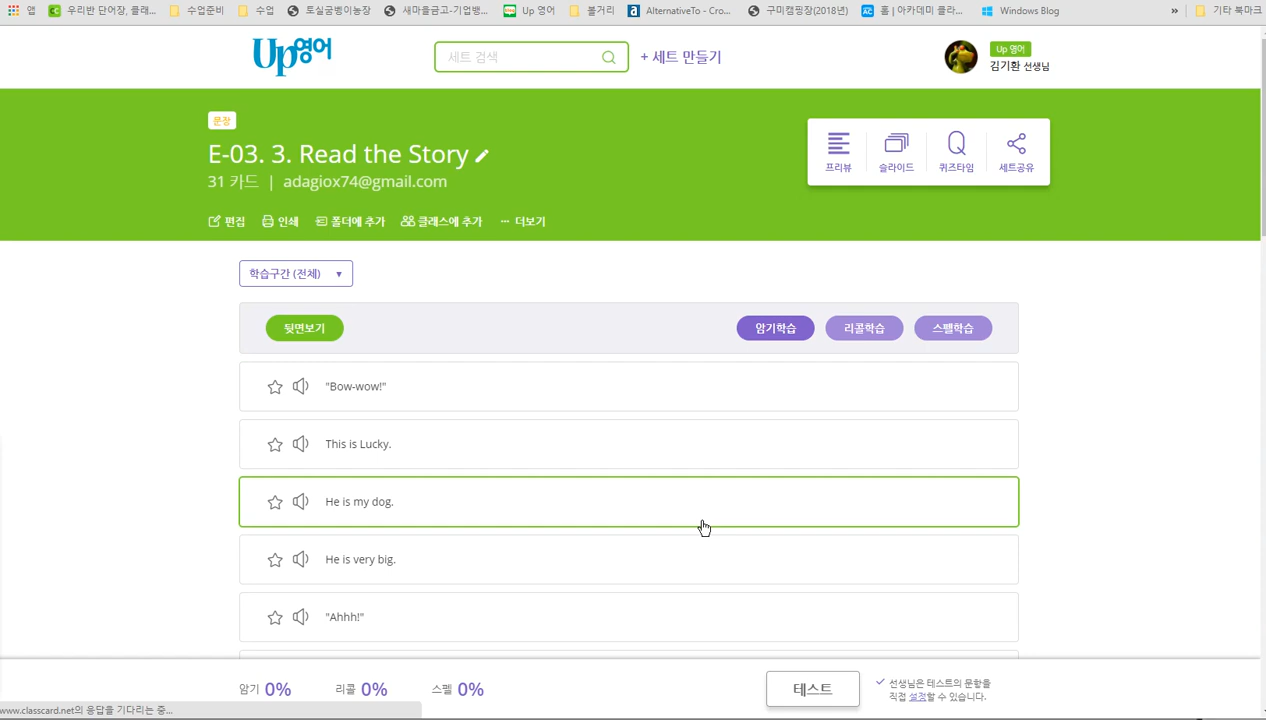 앱 우리반 단어장, 클래... 수업준비 수업 토실굼벵이농장 새마을금고-기업뱅... Up 영어 볼거리 AlternativeTo - Cro... 구미캠핑장(2018년) 홈 | 아카데미 클라... Windows Blog » 기타 북마크
Up영어
세트 검색
+ 세트 만들기
Up 영어
김기환 선생님
문장
E-03. 3. Read the Story
31 카드 | adagiox74@gmail.com
프리뷰 슬라이드 퀴즈타임 세트공유
편집 인쇄 폴더에 추가 클래스에 추가 ··· 더보기
학습구간 (전체) ▼
뒷면보기 암기학습 리콜학습 스펠학습
"Bow-wow!"
This is Lucky.
He is my dog.
He is very big.
"Ahhh!"
암기 0% 리콜 0% 스펠 0%
테스트
선생님은 테스트의 문항을
직접 설정할 수 있습니다.
www.classcard.net의 응답을 기다리는 중...